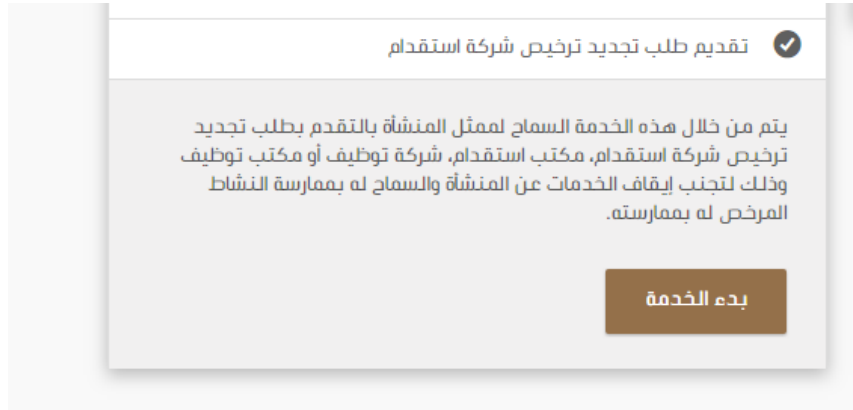 تقديم طلب تجديد ترخيص شركة استقدام
يتم من خلال هذه الخدمة السماح لممثل المنشأة بالتقدم بطلب تجديد
ترخيص شركة استقدام، مكتب استقدام، شركة توظيف أو مكتب توظيف
وذلك لتجنب إيقاف الخدمات عن المنشأة والسماح له بممارسة النشاط
المرخص له بممارسته.
بدء الخدمة